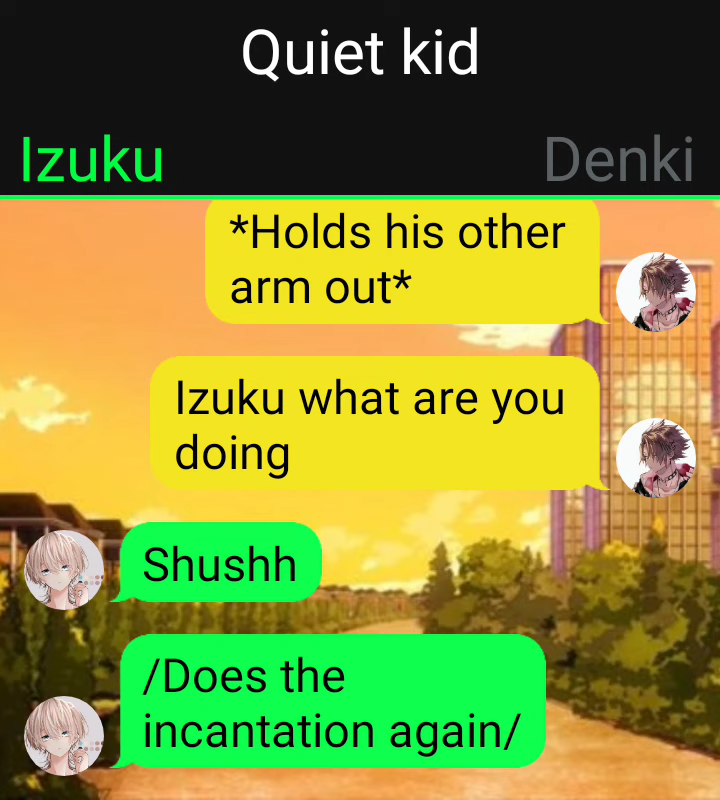 Quiet kid
Izuku
Denki
*Holds his other
arm out*
Izuku what are you
doing
Shushh
/Does the
incantation again/